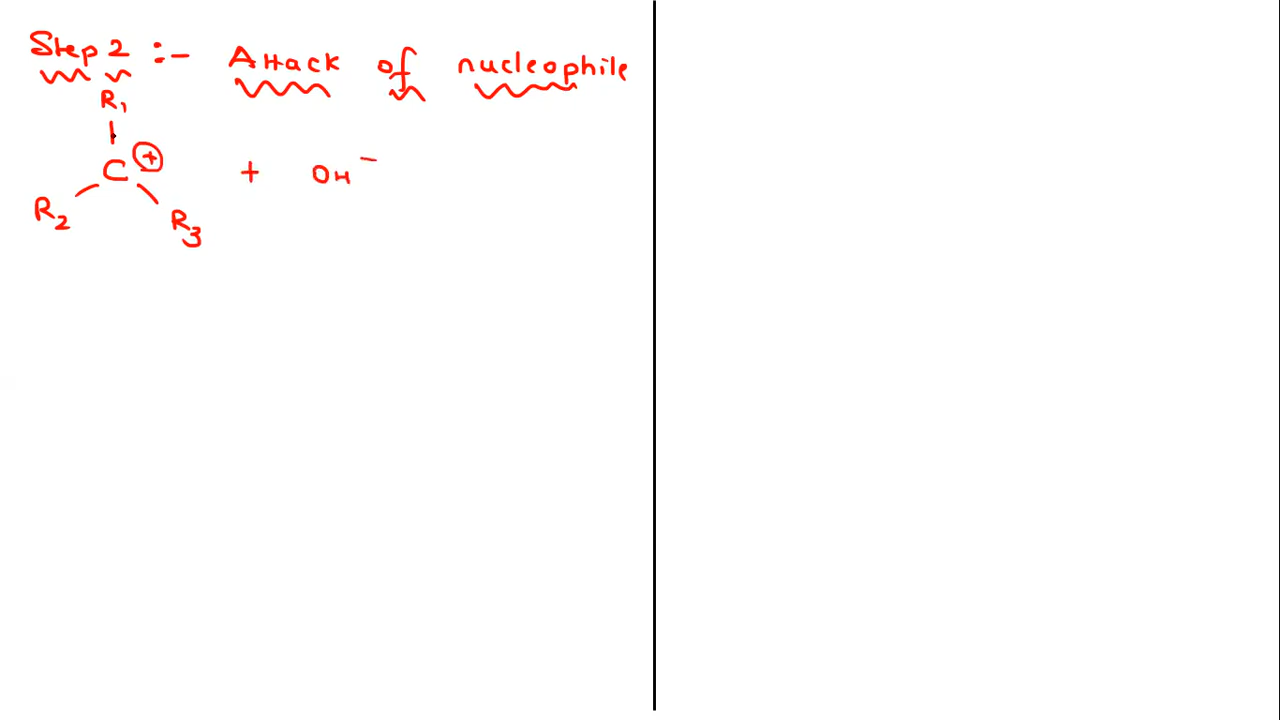 Step 2 :- Attack of nucleophile
R1
C + + OH−
R2 R3